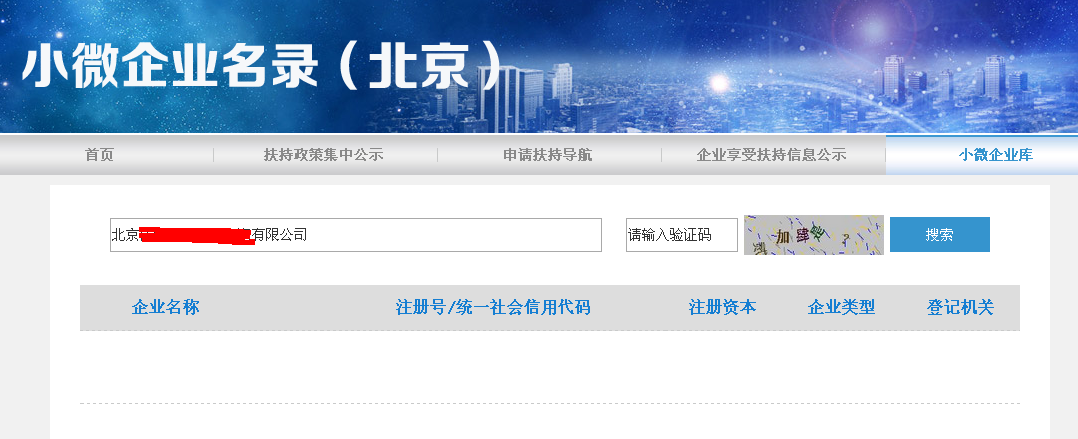 小微企业名录（北京）
首页 扶持政策集中公示 申请扶持导航 企业享受扶持信息公示 小微企业库
北京 有限公司 请输入验证码 加 ? 搜索
企业名称 注册号/统一社会信用代码 注册资本 企业类型 登记机关